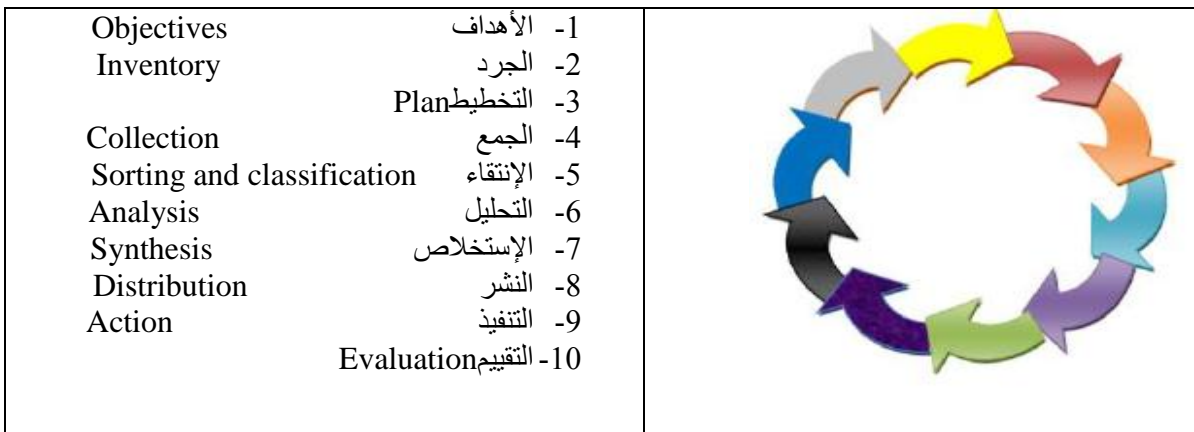 1- الأهداف Objectives
2- الجرد Inventory
3- التخطيطPlan
4- الجمع Collection
5- الإنتقاء Sorting and classification
6- التحليل Analysis
7- الإستخلاص Synthesis
8- النشر Distribution
9- التنفيذ Action
10- التقييمEvaluation